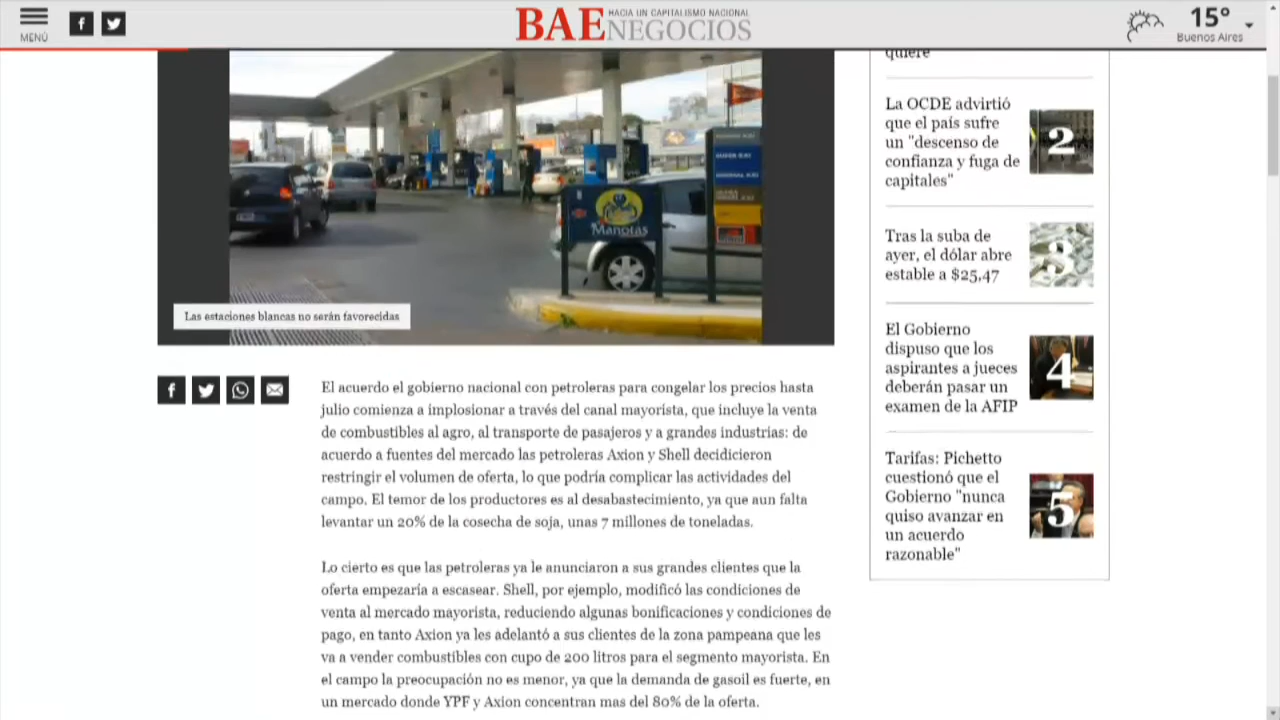 MENÚ
BAE NEGOCIOS
HACIA UN CAPITALISMO NACIONAL
15°
Buenos Aires
Manolas
Las estaciones blancas no serán favorecidas
El acuerdo el gobierno nacional con petroleras para congelar los precios hasta
julio comienza a implosionar a través del canal mayorista, que incluye la venta
de combustibles al agro, al transporte de pasajeros y a grandes industrias: de
acuerdo a fuentes del mercado las petroleras Axion y Shell decidicieron
restringir el volumen de oferta, lo que podría complicar las actividades del
campo. El temor de los productores es al desabastecimiento, ya que aun falta
levantar un 20% de la cosecha de soja, unas 7 millones de toneladas.
Lo cierto es que las petroleras ya le anunciaron a sus grandes clientes que la
oferta empezaría a escasear. Shell, por ejemplo, modificó las condiciones de
venta al mercado mayorista, reduciendo algunas bonificaciones y condiciones de
pago, en tanto Axion ya les adelantó a sus clientes de la zona pampeana que les
va a vender combustibles con cupo de 200 litros para el segmento mayorista. En
el campo la preocupación no es menor, ya que la demanda de gasoil es fuerte, en
un mercado donde YPF y Axion concentran mas del 80% de la oferta.
quiere
La OCDE advirtió
que el país sufre
un "descenso de
confianza y fuga de
capitales"
2
Tras la suba de
ayer, el dólar abre
estable a $25,47
3
El Gobierno
dispuso que los
aspirantes a jueces
deberán pasar un
examen de la AFIP
4
Tarifas: Pichetto
cuestionó que el
Gobierno "nunca
quiso avanzar en
un acuerdo
razonable"
5